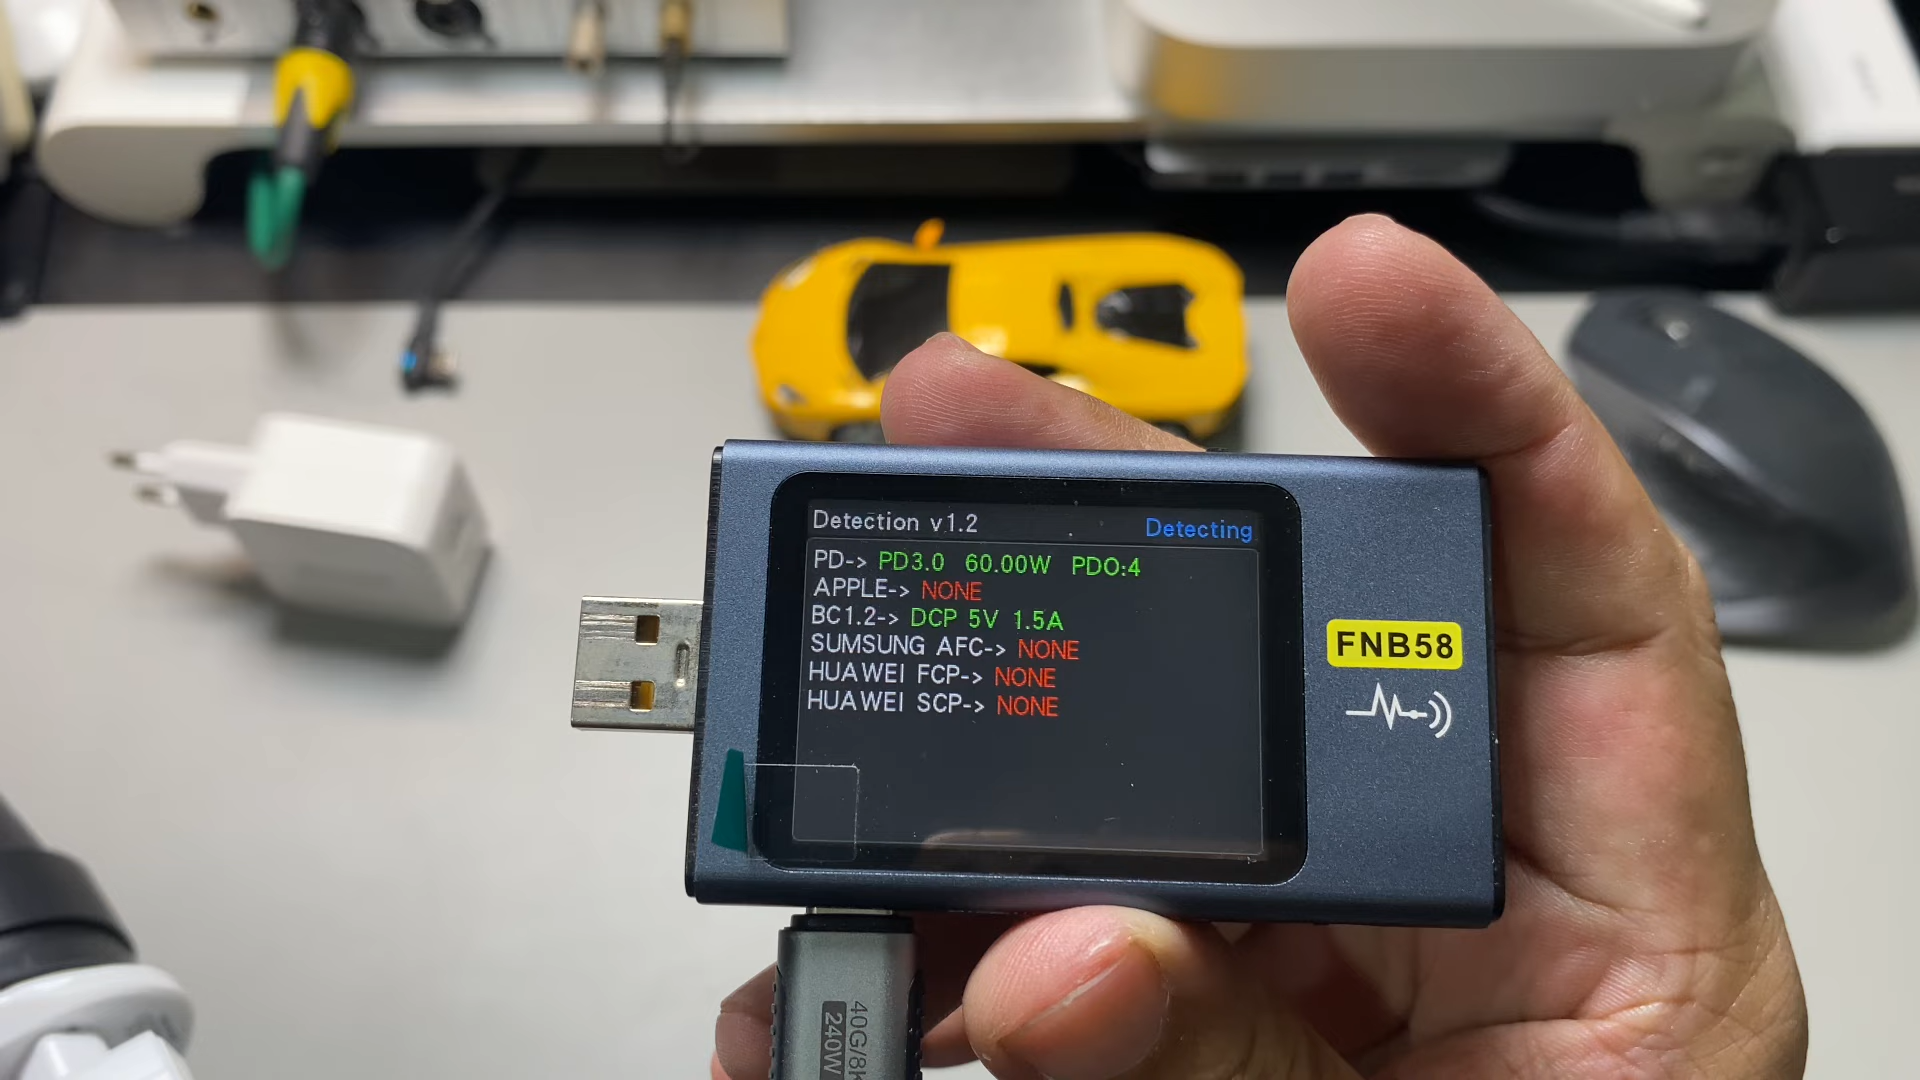 Detection v1.2 Detecting
PD-> PD3.0 60.00W PDO:4
APPLE-> NONE
BC1.2-> DCP 5V 1.5A
SUMSUNG AFC-> NONE
HUAWEI FCP-> NONE
HUAWEI SCP-> NONE
FNB58
40G/8K
240W